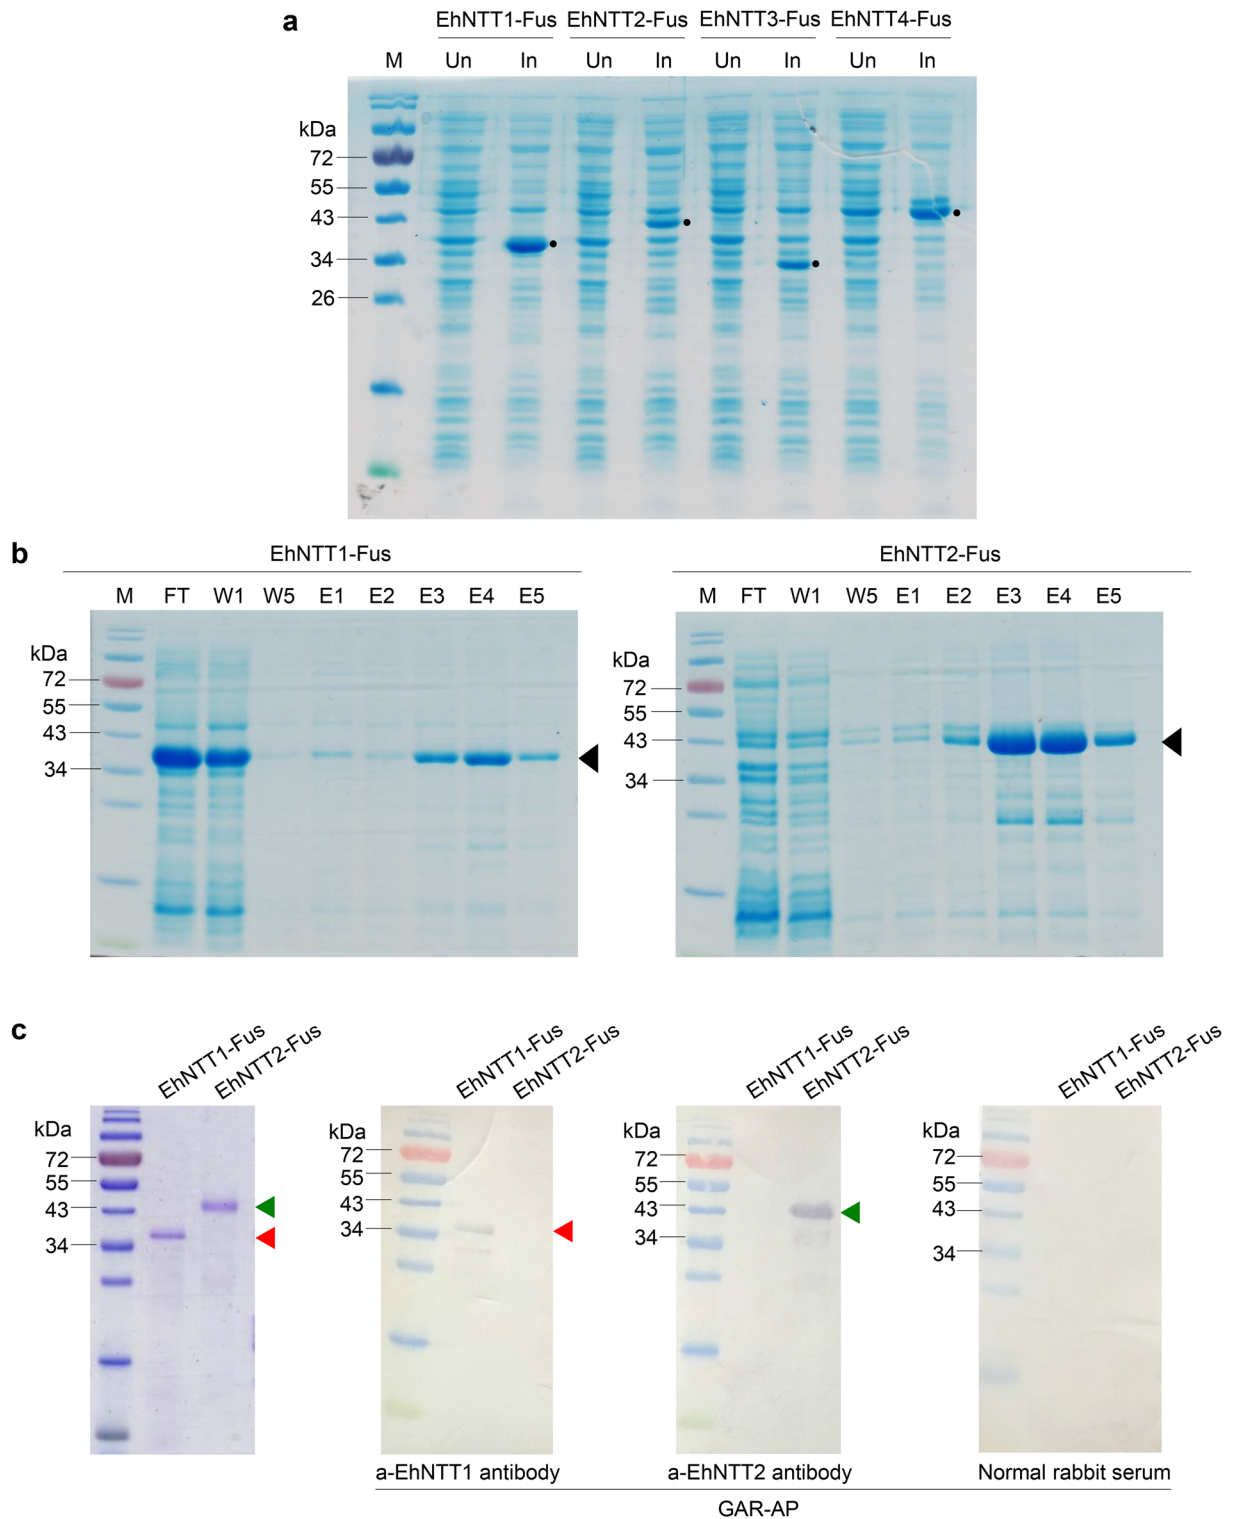 a
EhNTT1-Fus EhNTT2-Fus EhNTT3-Fus EhNTT4-Fus
M Un In Un In Un In Un In
kDa
72
55
43
34
26
b
EhNTT1-Fus
M FT W1 W5 E1 E2 E3 E4 E5
kDa
72
55
43
34
EhNTT2-Fus
M FT W1 W5 E1 E2 E3 E4 E5
kDa
72
55
43
34
c
EhNTT1-Fus
EhNTT2-Fus
kDa
72
55
43
34
EhNTT1-Fus
EhNTT2-Fus
kDa
72
55
43
34
a-EhNTT1 antibody
EhNTT1-Fus
EhNTT2-Fus
kDa
72
55
43
34
a-EhNTT2 antibody
EhNTT1-Fus
EhNTT2-Fus
kDa
72
55
43
34
Normal rabbit serum
GAR-AP